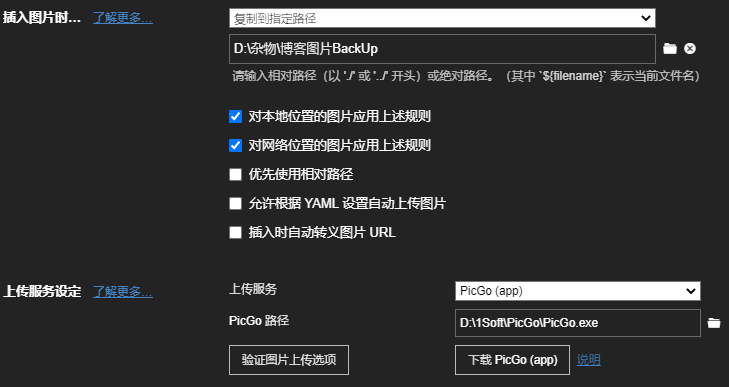 插入图片时... 了解更多... 复制到指定路径
D:\杂物\博客图片BackUp
请输入相对路径（以 './' 或 '../' 开头）或绝对路径。（其中 `${filename}` 表示当前文件名）
对本地位置的图片应用上述规则
对网络位置的图片应用上述规则
优先使用相对路径
允许根据 YAML 设置自动上传图片
插入时自动转义图片 URL
上传服务设定 了解更多... 上传服务 PicGo (app)
PicGo 路径 D:\1Soft\PicGo\PicGo.exe
验证图片上传选项 下载 PicGo (app) 说明